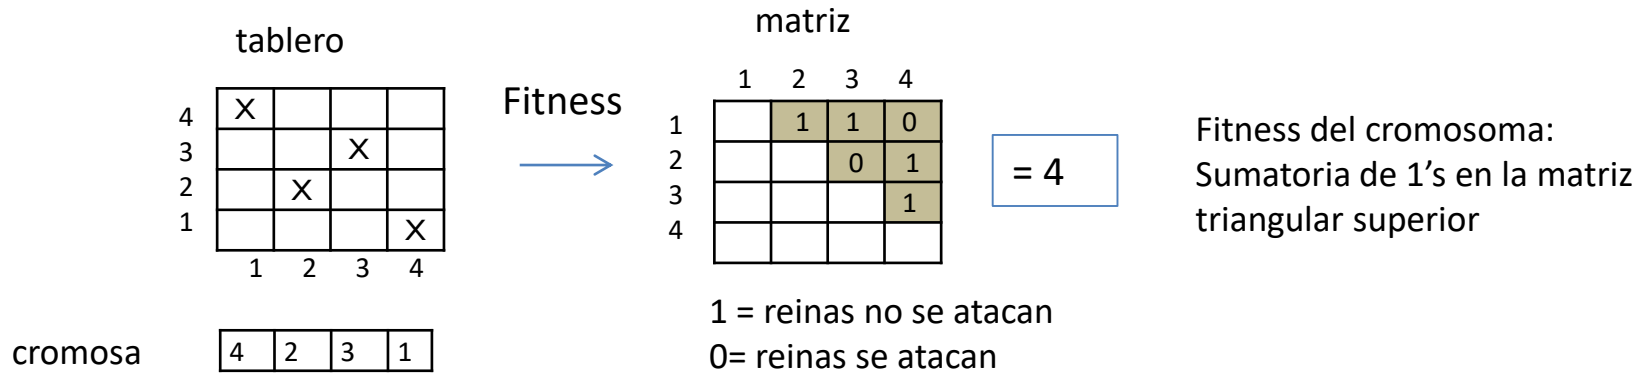 tablero
4 X
3 X
2 X
1 X
1 2 3 4
cromosa 4 2 3 1
Fitness
matriz
1 2 3 4
1 1 1 0
2 0 1
3 1
4
1 = reinas no se atacan
0= reinas se atacan
= 4
Fitness del cromosoma:
Sumatoria de 1's en la matriz
triangular superior